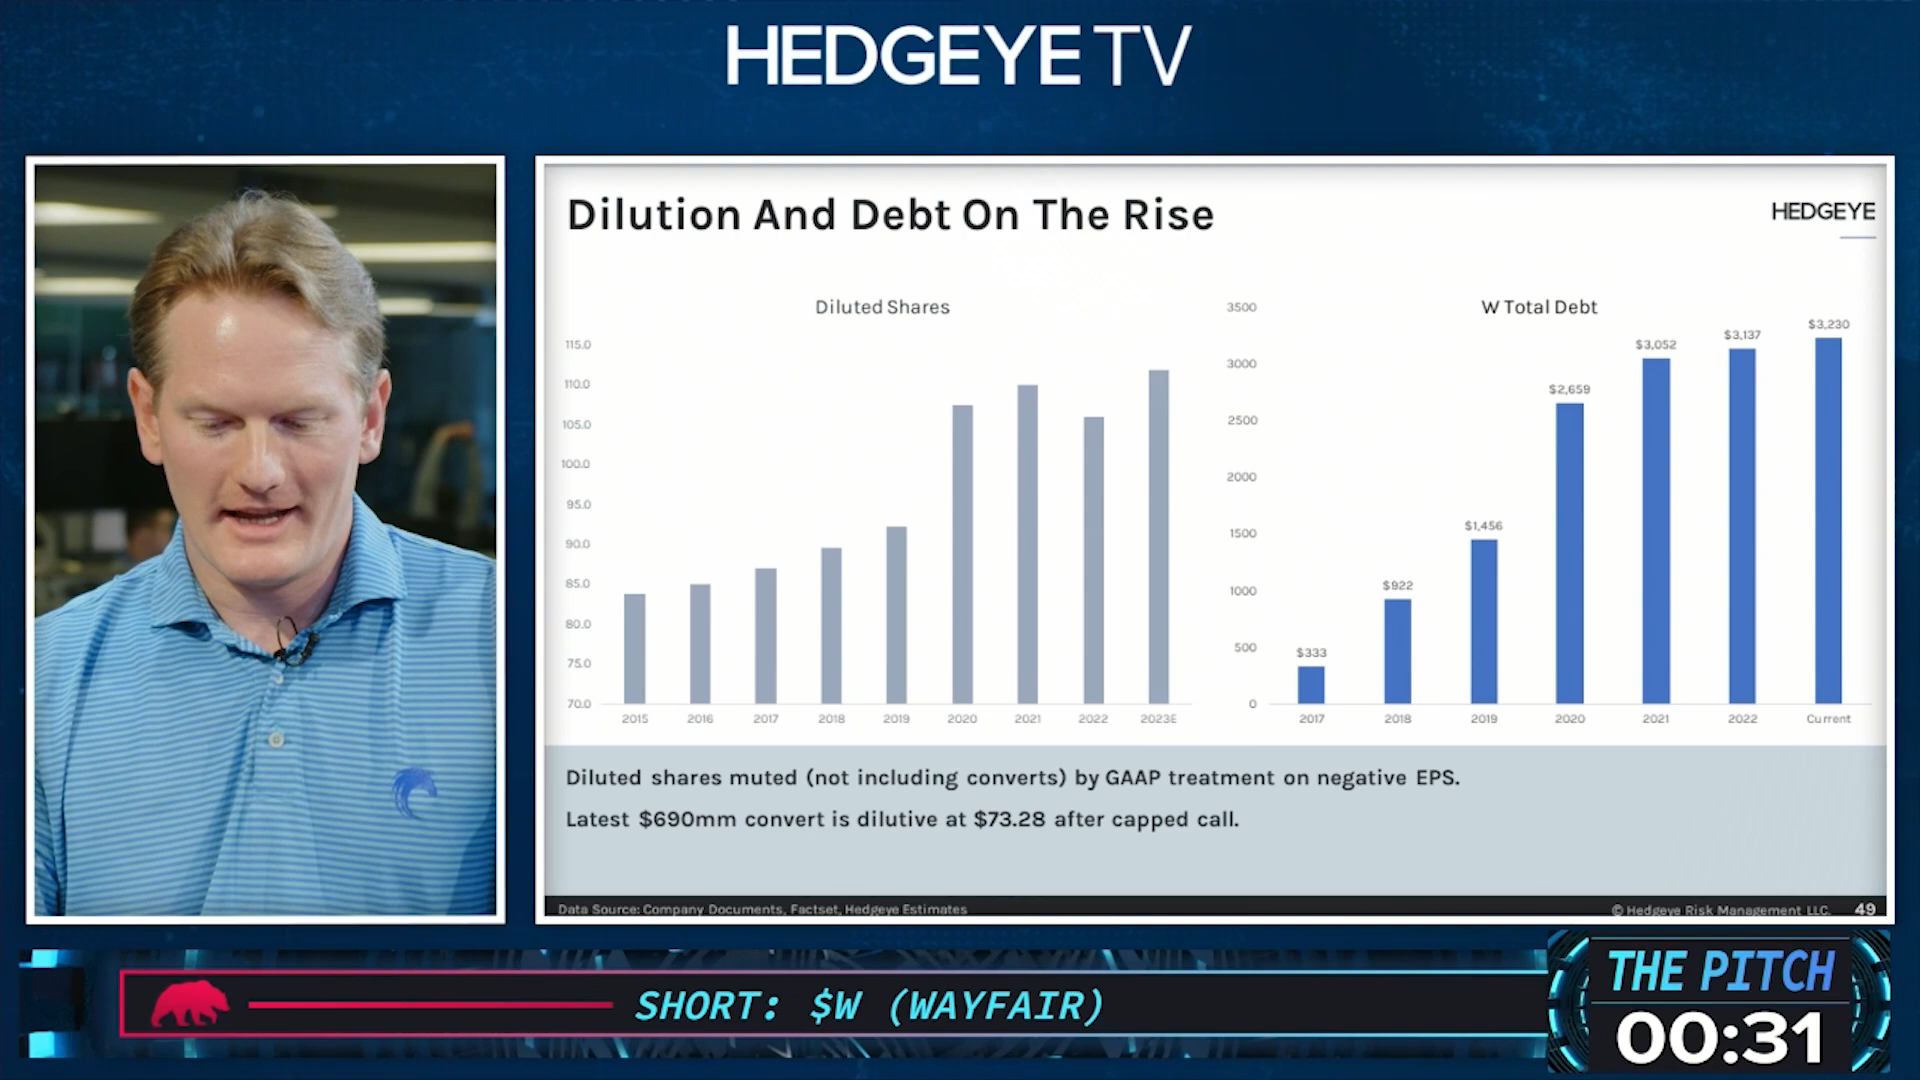 HEDGEYE TV
Dilution And Debt On The Rise
HEDGEYE
Diluted Shares
115.0
110.0
105.0
100.0
95.0
90.0
85.0
80.0
75.0
70.0
2015 2016 2017 2018 2019 2020 2021 2022 2023E
W Total Debt
3500
3000
2500
2000
1500
1000
500
0
$333 $922 $1,456 $2,659 $3,052 $3,137 $3,230
2017 2018 2019 2020 2021 2022 Current
Diluted shares muted (not including converts) by GAAP treatment on negative EPS.
Latest $690mm convert is dilutive at $73.28 after capped call.
Data Source: Company Documents, Factset, Hedgeye Estimates
© Hedgeye Risk Management LLC. 49
SHORT: $W (WAYFAIR)
THE PITCH
00:31